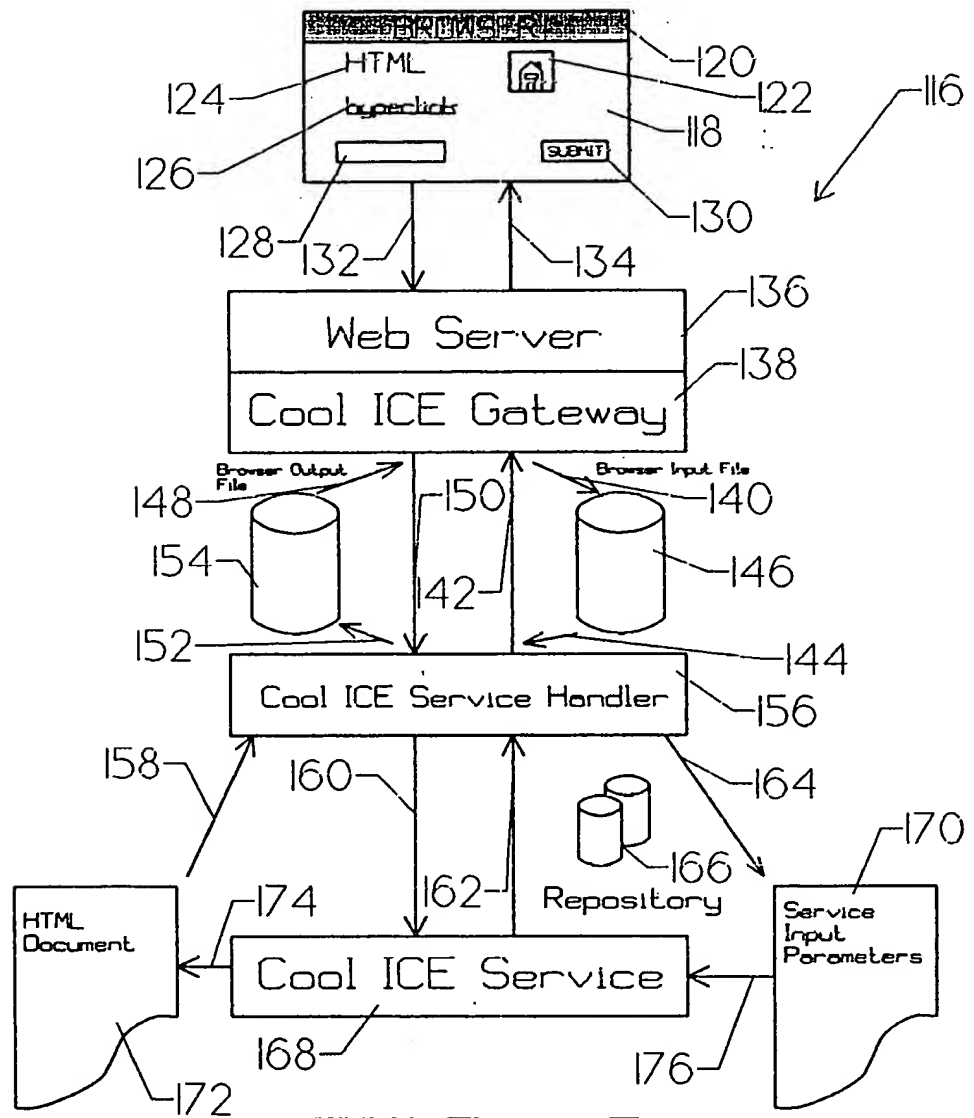 BROWSER
120
HTML
124
122
116
hyperlinks
118
126
SUBMIT
128
130
132
134
136
Web Server
138
Cool ICE Gateway
Browser Output
File
Browser Input File
148
150
140
154
142
146
152
144
Cool ICE Service Handler
156
158
160
164
166
170
162
Repository
174
HTML
Document
Service
Input
Parameters
Cool ICE Service
168
176
172